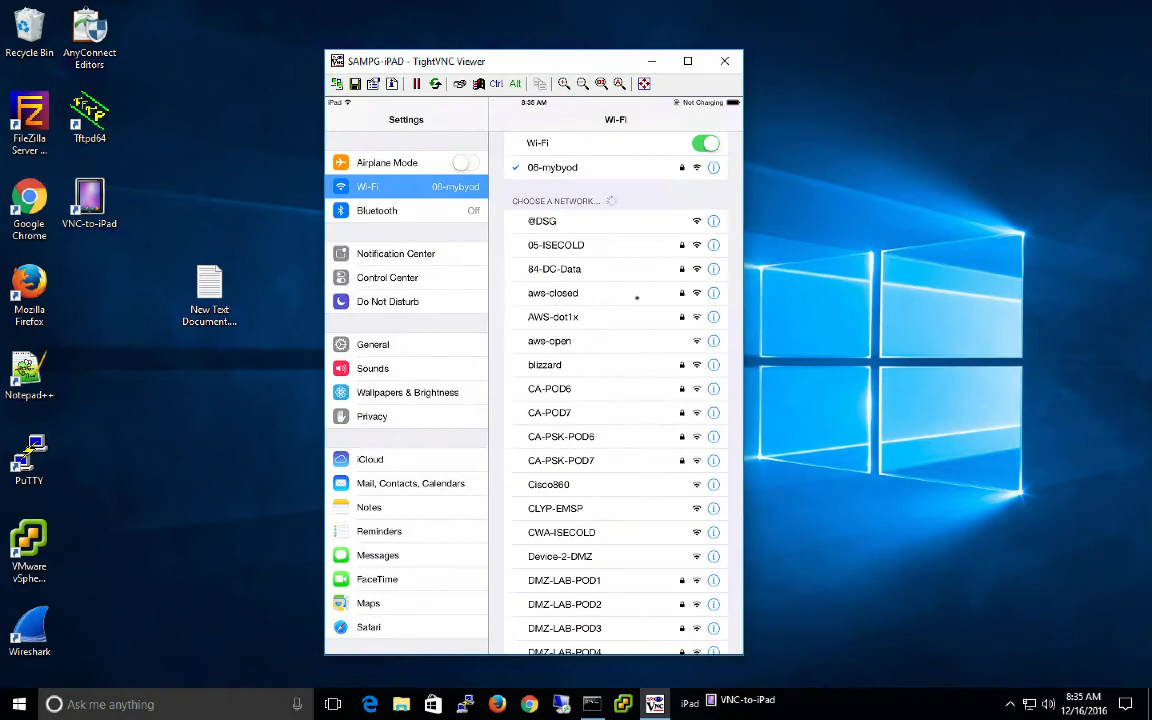 Recycle Bin
AnyConnect
Editors
FileZilla
Server ...
Tftpd64
Google
Chrome
VNC-to-iPad
Mozilla
Firefox
New Text
Document....
Notepad++
PuTTY
VMware
vSphe...
Wireshark
SAMPG-iPAD - TightVNC Viewer
Ctrl Alt
iPad
8:35 AM
Not Charging
Settings
Airplane Mode
Wi-Fi 06-mybyod
Bluetooth Off
Notification Center
Control Center
Do Not Disturb
General
Sounds
Wallpapers & Brightness
Privacy
iCloud
Mail, Contacts, Calendars
Notes
Reminders
Messages
FaceTime
Maps
Safari
Wi-Fi
Wi-Fi
06-mybyod
CHOOSE A NETWORK...
@DSG
05-ISECOLD
84-DC-Data
aws-closed
AWS-dot1x
aws-open
blizzard
CA-POD6
CA-POD7
CA-PSK-POD6
CA-PSK-POD7
Cisco860
CLYP-EMSP
CWA-ISECOLD
Device-2-DMZ
DMZ-LAB-POD1
DMZ-LAB-POD2
DMZ-LAB-POD3
DMZ-LAB-POD4
Ask me anything
iPad
VNC-to-iPad
8:35 AM
12/16/2016